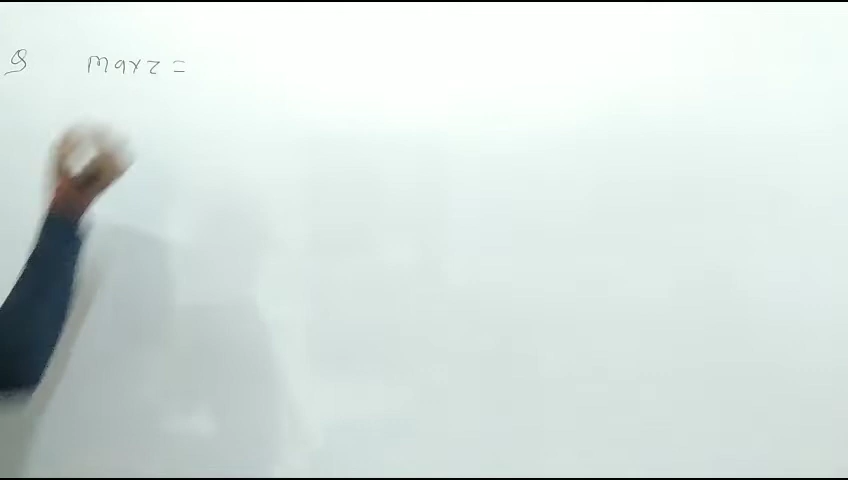 Q max z =